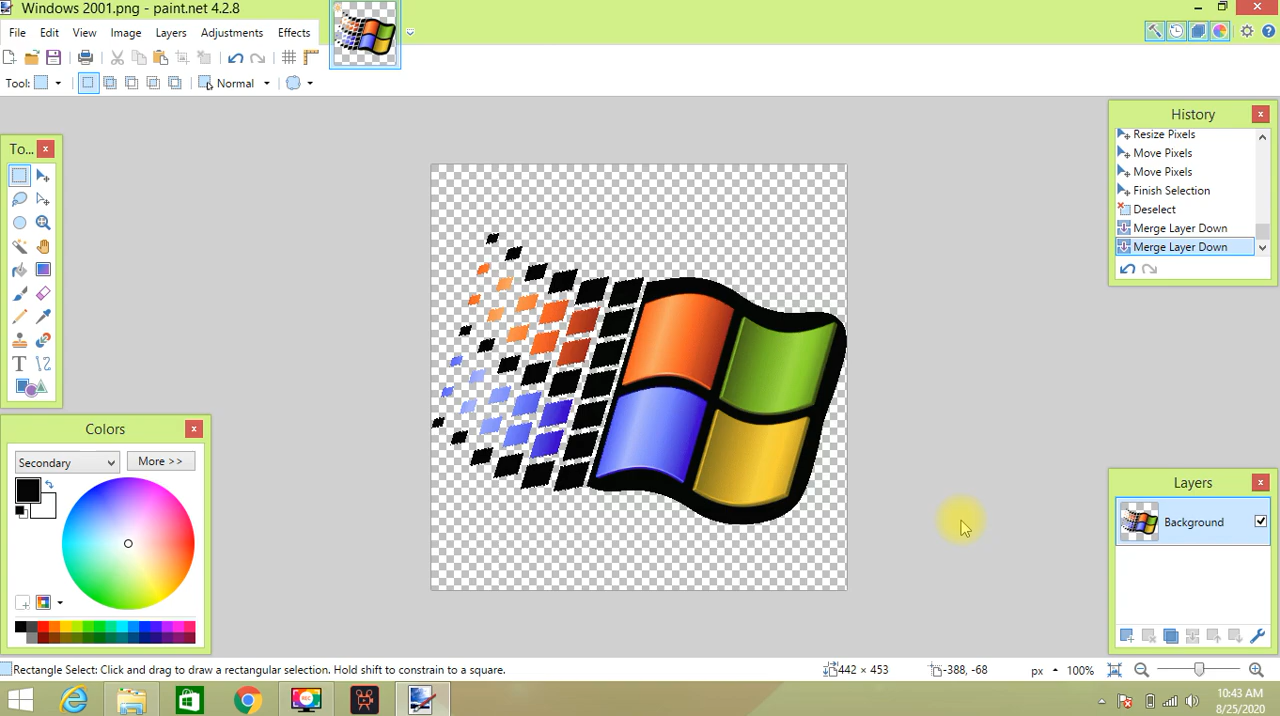 Windows 2001.png - paint.net 4.2.8
File Edit View Image Layers Adjustments Effects
Tool: Normal
To...
History
Resize Pixels
Move Pixels
Move Pixels
Finish Selection
Deselect
Merge Layer Down
Merge Layer Down
Colors
Secondary More >>
Layers
Background
Rectangle Select: Click and drag to draw a rectangular selection. Hold shift to constrain to a square. 442 × 453 -388, -68 px 100%
REC
10:43 AM
8/25/2020